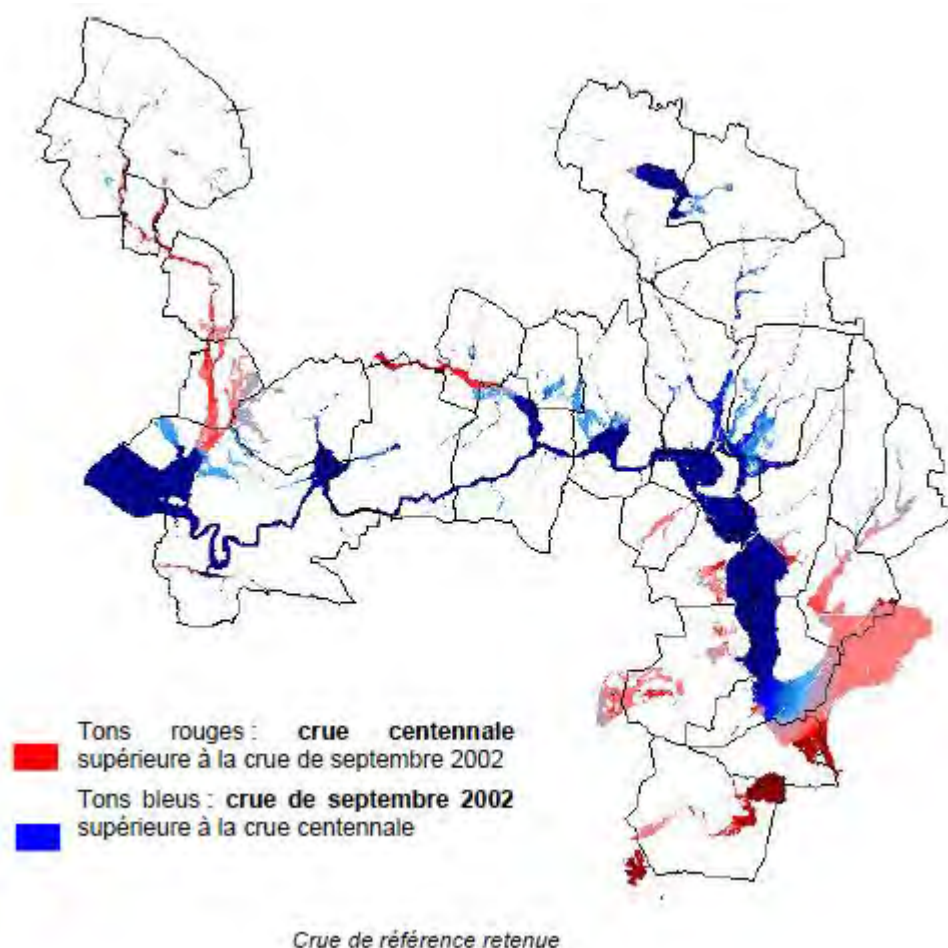 Tons rouges : crue centennale
supérieure à la crue de septembre 2002
Tons bleus : crue de septembre 2002
supérieure à la crue centennale
Crue de référence retenue